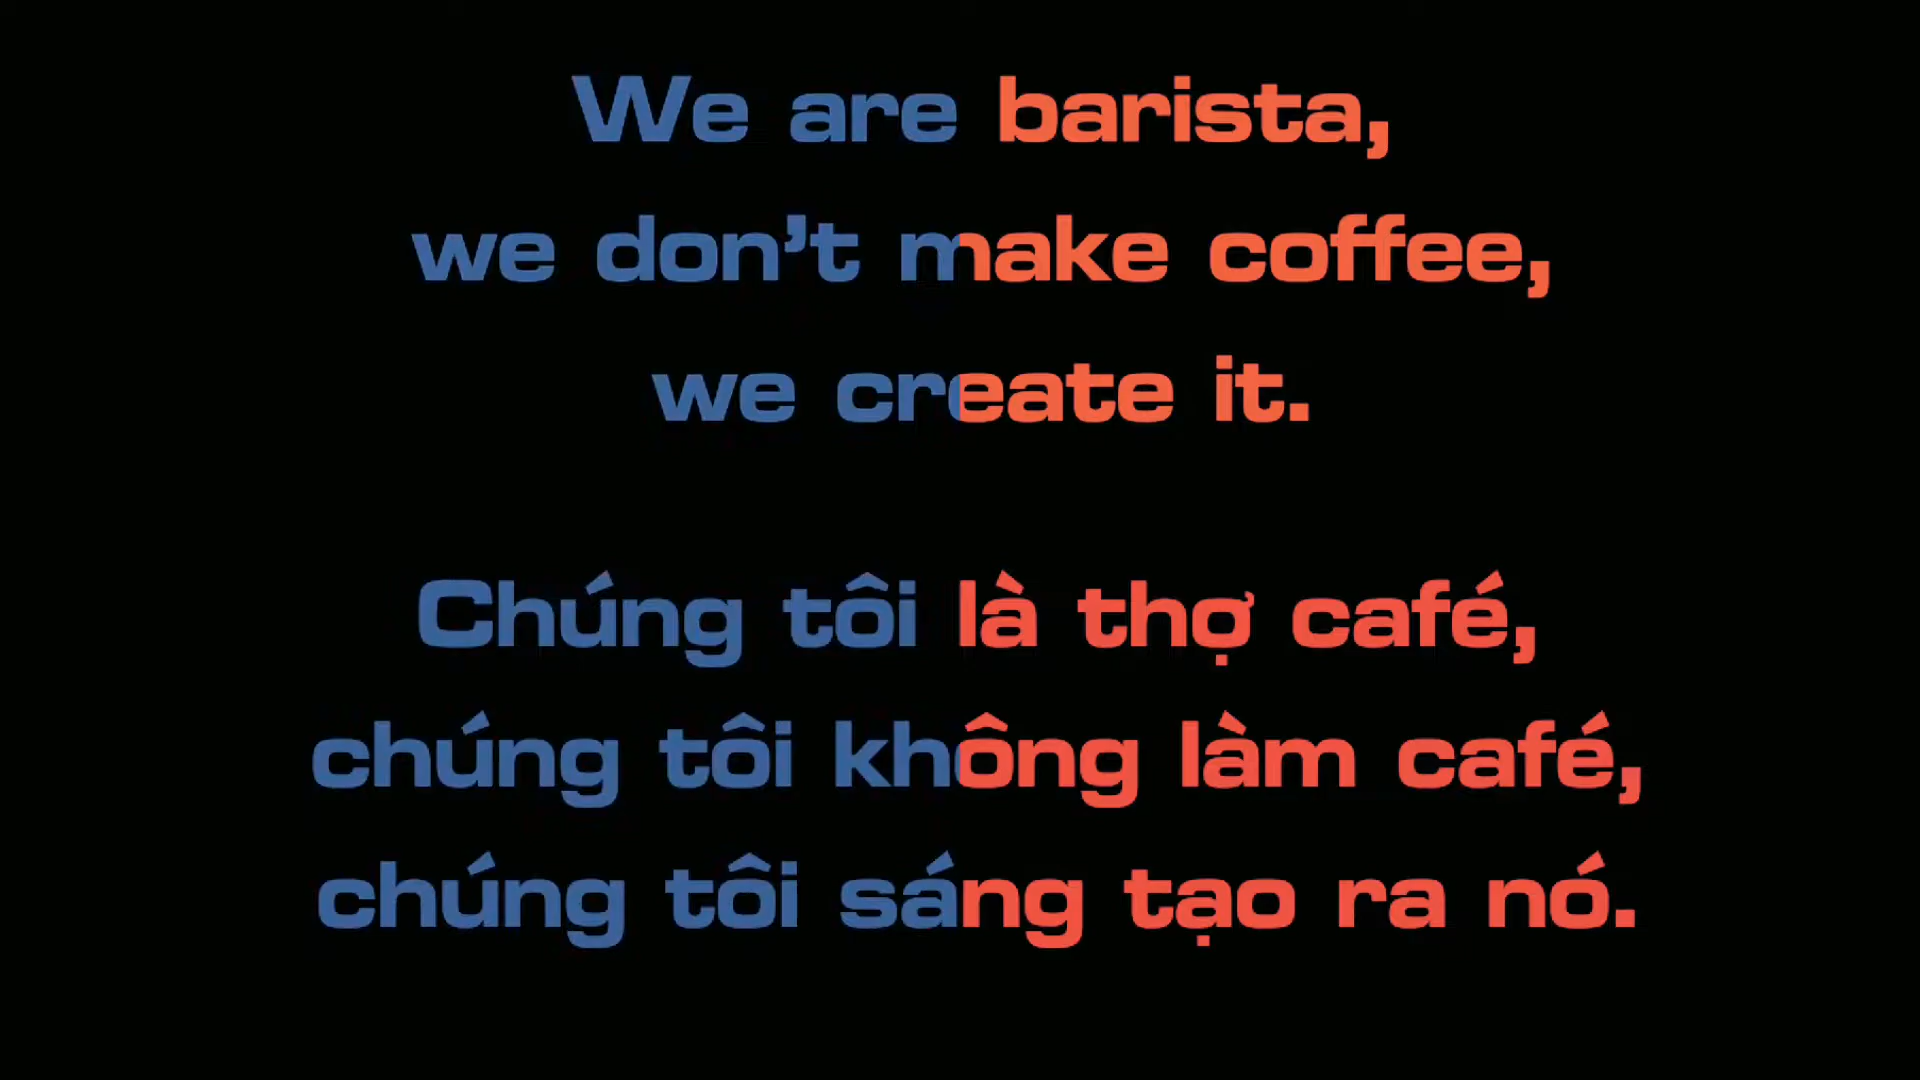 We are barista,
we don’t make coffee,
we create it.
Chúng tôi là thợ café,
chúng tôi không làm café,
chúng tôi sáng tạo ra nó.